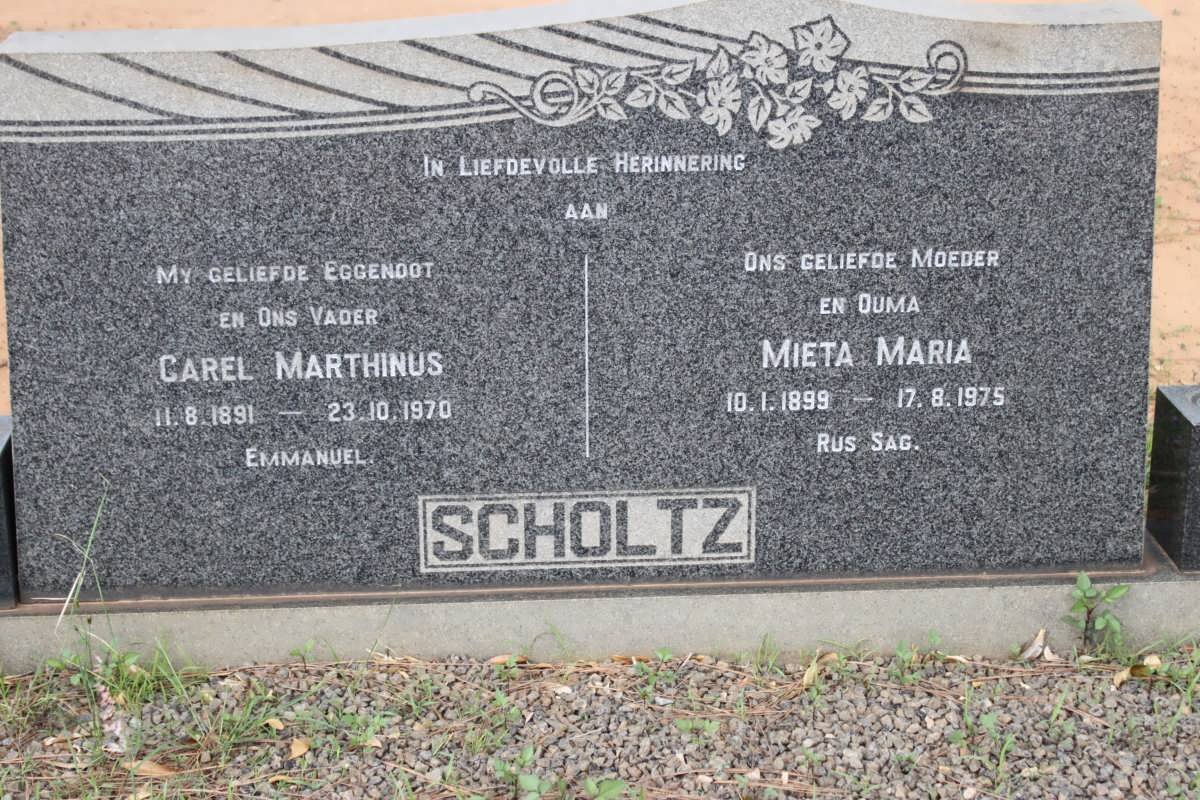 In Liefdevolle Herinnering
aan
My geliefde Eggenoot
en Ons Vader
Carel Marthinus
11.8.1891 — 23.10.1970
Emmanuel.
Ons geliefde Moeder
en Ouma
Mieta Maria
10.1.1899 — 17.8.1975
Rus Sag.
SCHOLTZ